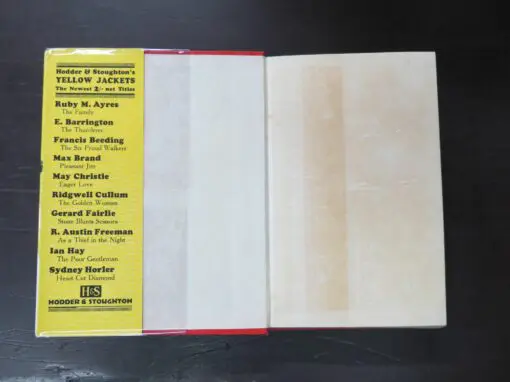 Hodder & Stoughton's
YELLOW JACKETS
The Newest 2/- net Titles
Ruby M. Ayres
The Family
E. Barrington
The Thunderer
Francis Beeding
The Six Proud Walkers
Max Brand
Pleasant Jim
May Christie
Eager Love
Ridgwell Cullum
The Golden Woman
Gerard Fairlie
Stone Blunts Scissors
R. Austin Freeman
As a Thief in the Night
Ian Hay
The Poor Gentleman
Sydney Horler
Heart Cut Diamond
H&S
HODDER & STOUGHTON